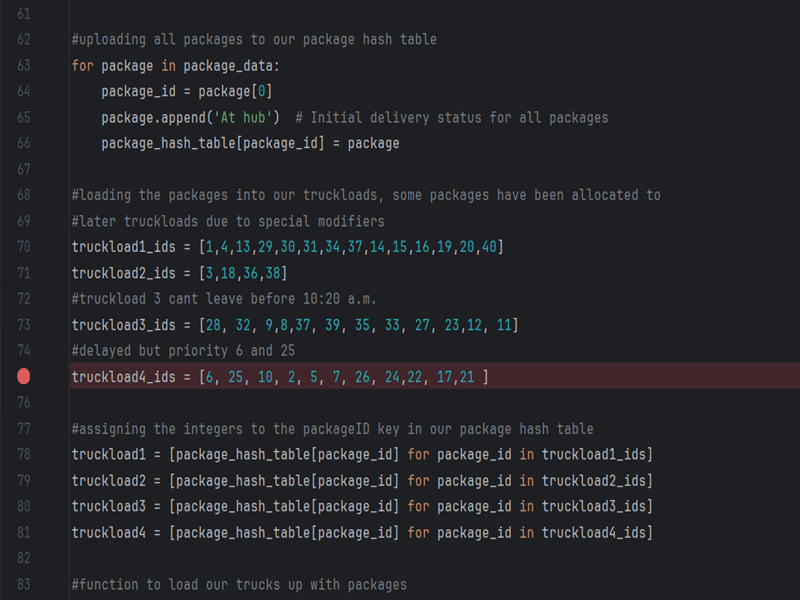 61
62 #uploading all packages to our package hash table
63 for package in package_data:
64     package_id = package[0]
65     package.append('At hub')  # Initial delivery status for all packages
66     package_hash_table[package_id] = package
67
68 #loading the packages into our truckloads, some packages have been allocated to
69 #later truckloads due to special modifiers
70 truckload1_ids = [1,4,13,29,30,31,34,37,14,15,16,19,20,40]
71 truckload2_ids = [3,18,36,38]
72 #truckload 3 cant leave before 10:20 a.m.
73 truckload3_ids = [28, 32, 9,8,37, 39, 35, 33, 27, 23,12, 11]
74 #delayed but priority 6 and 25
truckload4_ids = [6, 25, 10, 2, 5, 7, 26, 24,22, 17,21 ]
76
77 #assigning the integers to the packageID key in our package hash table
78 truckload1 = [package_hash_table[package_id] for package_id in truckload1_ids]
79 truckload2 = [package_hash_table[package_id] for package_id in truckload2_ids]
80 truckload3 = [package_hash_table[package_id] for package_id in truckload3_ids]
81 truckload4 = [package_hash_table[package_id] for package_id in truckload4_ids]
82
83 #function to load our trucks up with packages